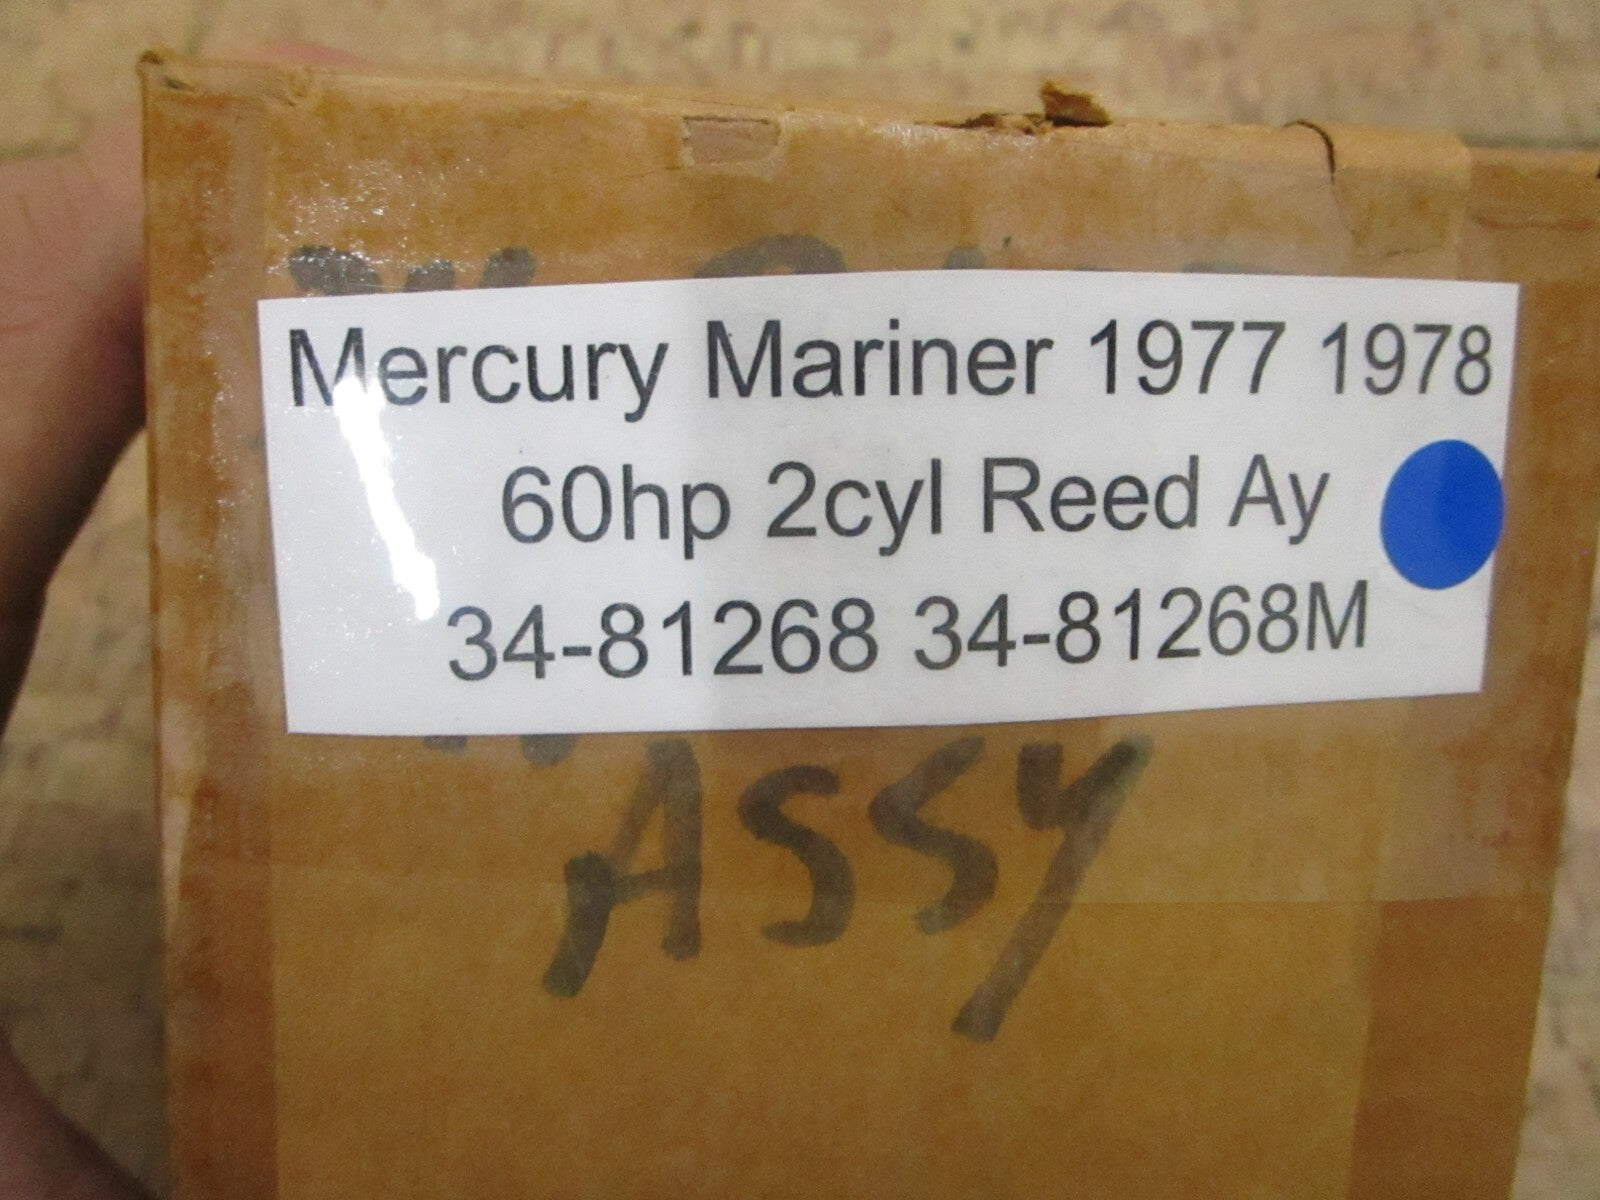 Mercury Mariner 1977 1978
60hp 2cyl Reed Ay
34-81268 34-81268M
ASSY